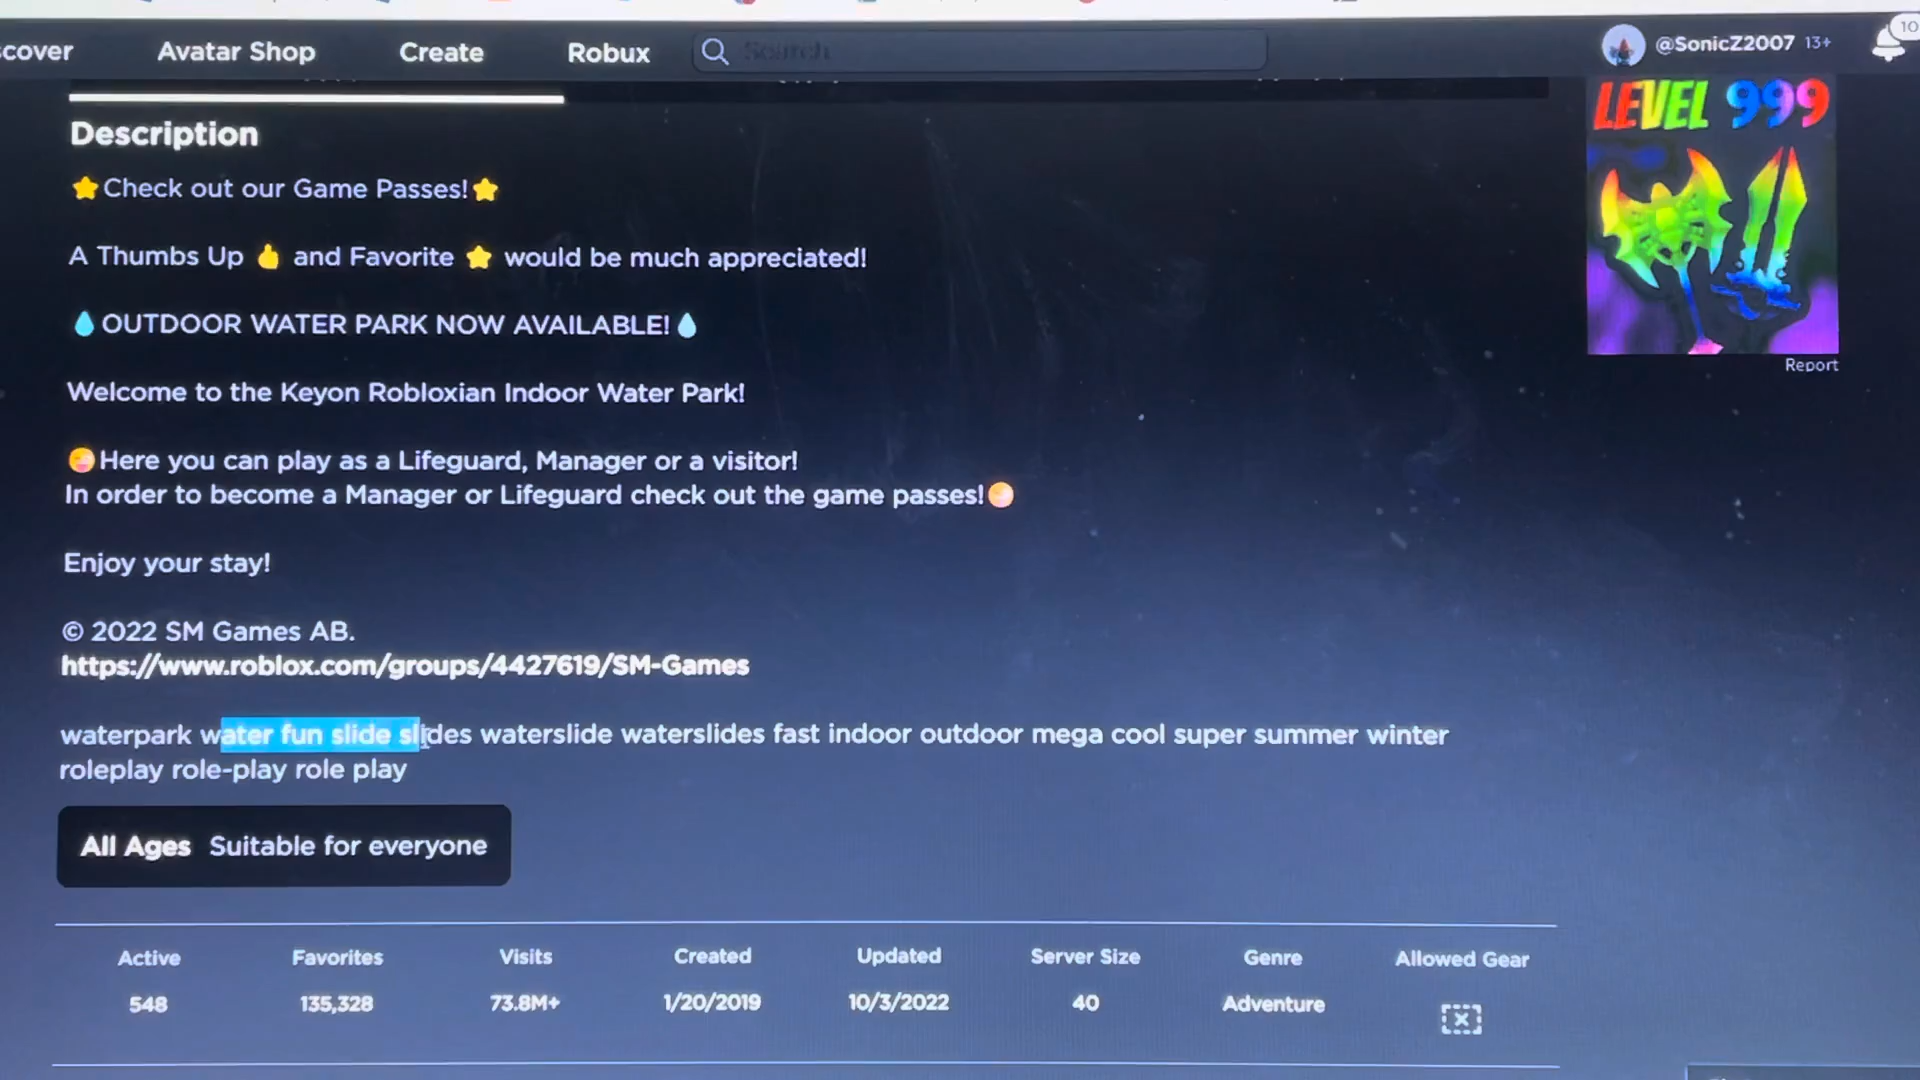 cover Avatar Shop Create Robux Search @SonicZ2007 13+ 10
LEVEL 999
Report
Description
⭐Check out our Game Passes!⭐
A Thumbs Up 👍 and Favorite ⭐ would be much appreciated!
💧OUTDOOR WATER PARK NOW AVAILABLE!💧
Welcome to the Keyon Robloxian Indoor Water Park!
Here you can play as a Lifeguard, Manager or a visitor!
In order to become a Manager or Lifeguard check out the game passes!
Enjoy your stay!
© 2022 SM Games AB.
https://www.roblox.com/groups/4427619/SM-Games
waterpark water fun slide slides waterslide waterslides fast indoor outdoor mega cool super summer winter
roleplay role-play role play
All Ages Suitable for everyone
Active Favorites Visits Created Updated Server Size Genre Allowed Gear
548 135,328 73.8M+ 1/20/2019 10/3/2022 40 Adventure